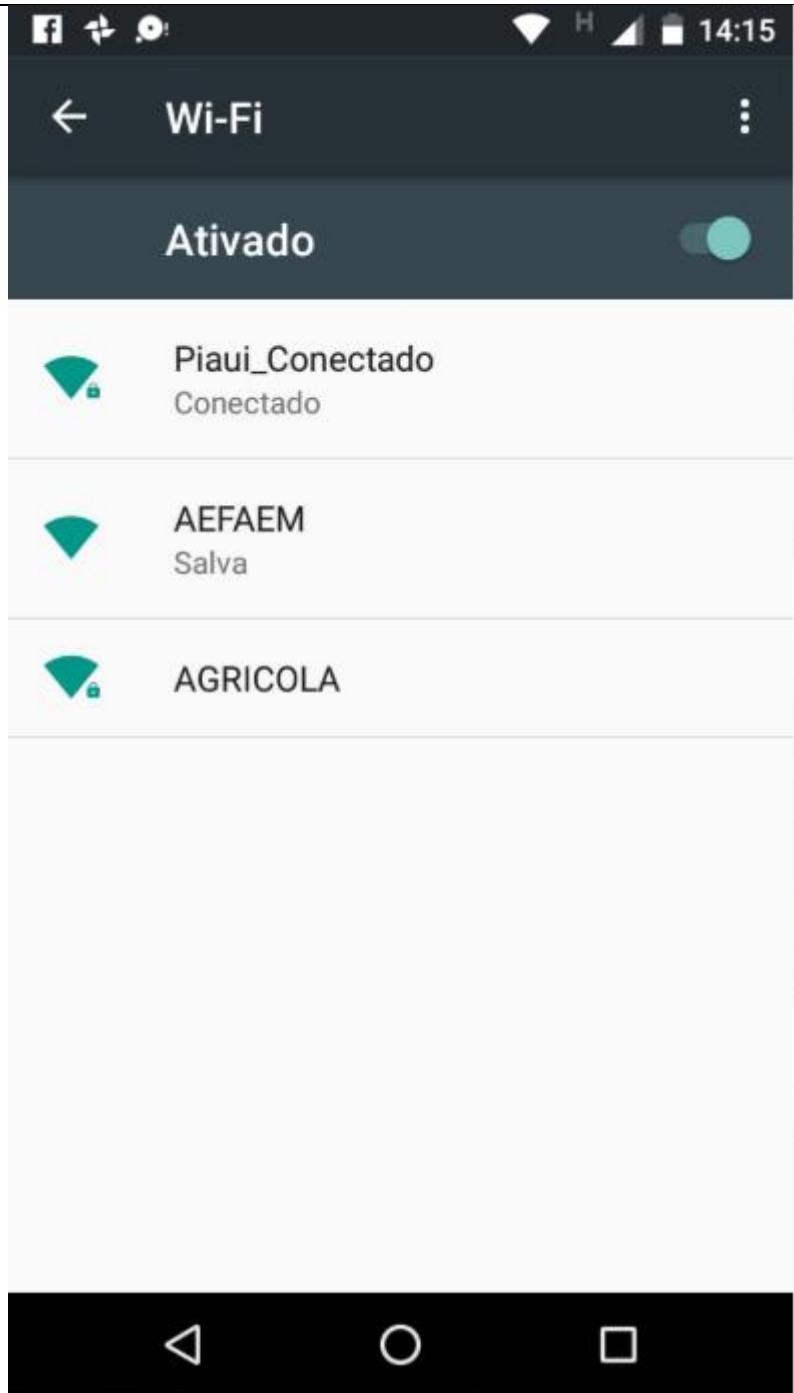 H 14:15
Wi-Fi
Ativado
Piaui_Conectado
Conectado
AEFAEM
Salva
AGRICOLA